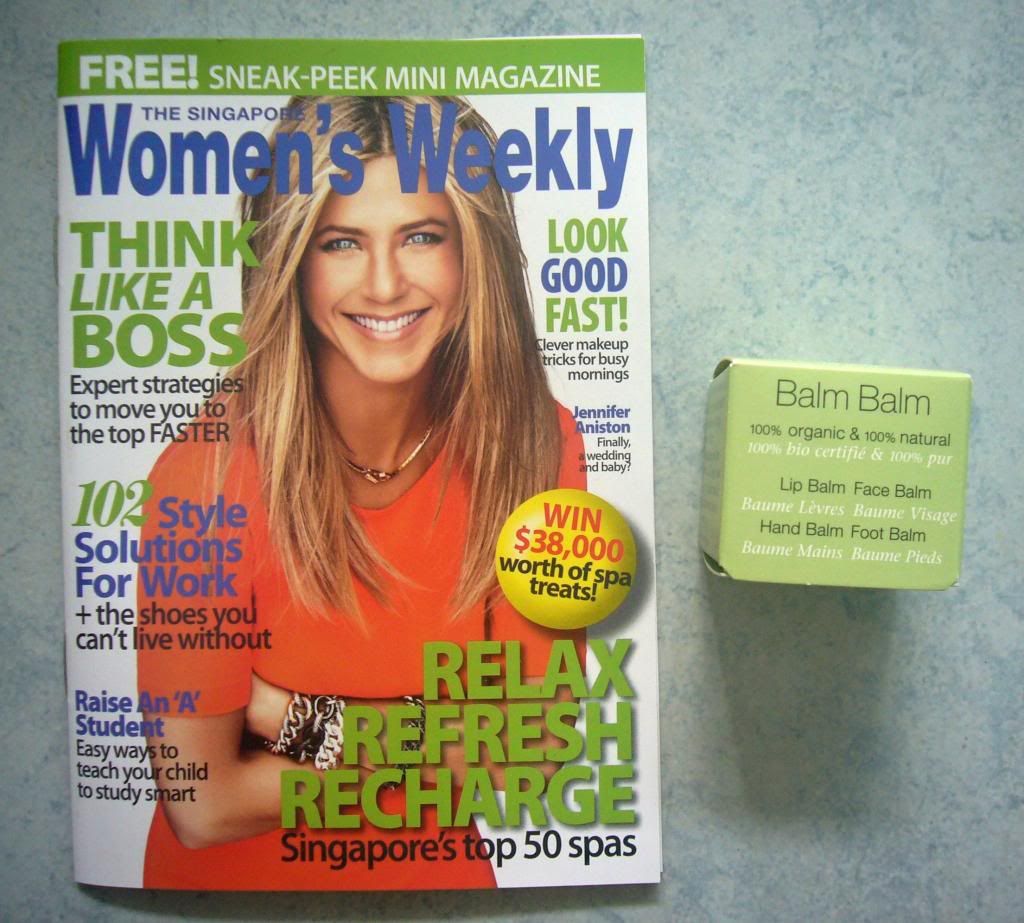 FREE! SNEAK-PEEK MINI MAGAZINE
THE SINGAPORE
Women's Weekly
THINK
LIKE A
BOSS
Expert strategies
to move you to
the top FASTER
102 Style
Solutions
For Work
+ the shoes you
can't live without
Raise An 'A'
Student
Easy ways to
teach your child
to study smart
LOOK
GOOD
FAST!
Clever makeup
tricks for busy
mornings
Jennifer
Aniston
Finally,
a wedding
and baby?
WIN
$38,000
worth of spa
treats!
RELAX
REFRESH
RECHARGE
Singapore's top 50 spas
Balm Balm
100% organic & 100% natural
100% bio certifié & 100% pur
Lip Balm Face Balm
Baume Lèvres Baume Visage
Hand Balm Foot Balm
Baume Mains Baume Pieds